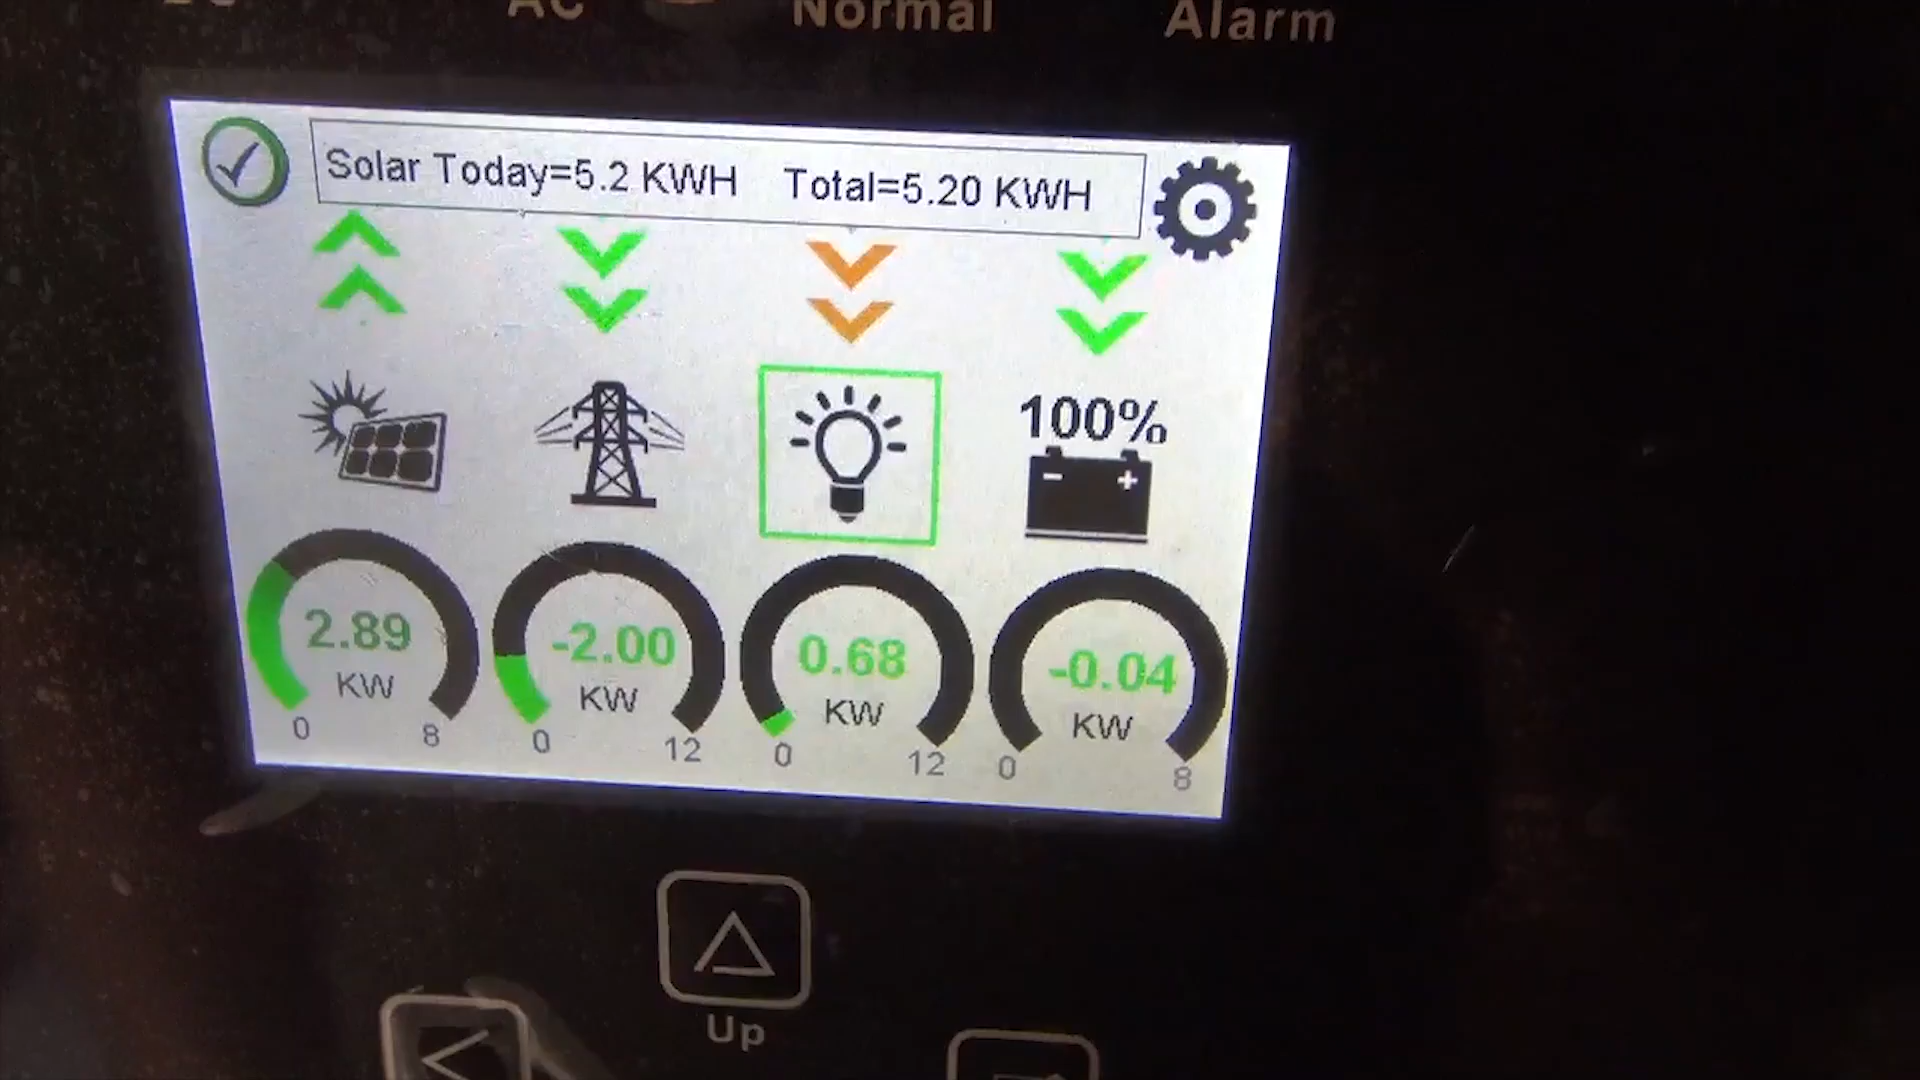 AC Normal Alarm
Solar Today=5.2 KWH Total=5.20 KWH
100%
2.89 -2.00 0.68 -0.04
KW KW KW KW
0 8 0 12 0 12 0 8
Up